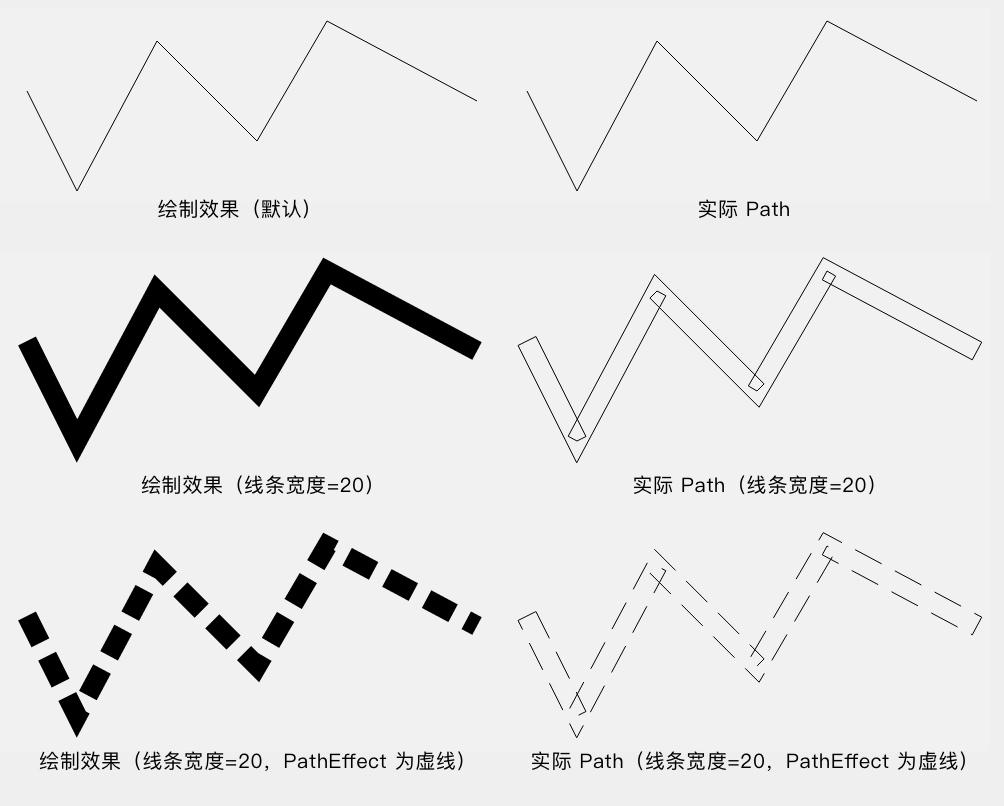 绘制效果（默认）
实际 Path
绘制效果（线条宽度=20）
实际 Path（线条宽度=20）
绘制效果（线条宽度=20，PathEffect 为虚线）
实际 Path（线条宽度=20，PathEffect 为虚线）